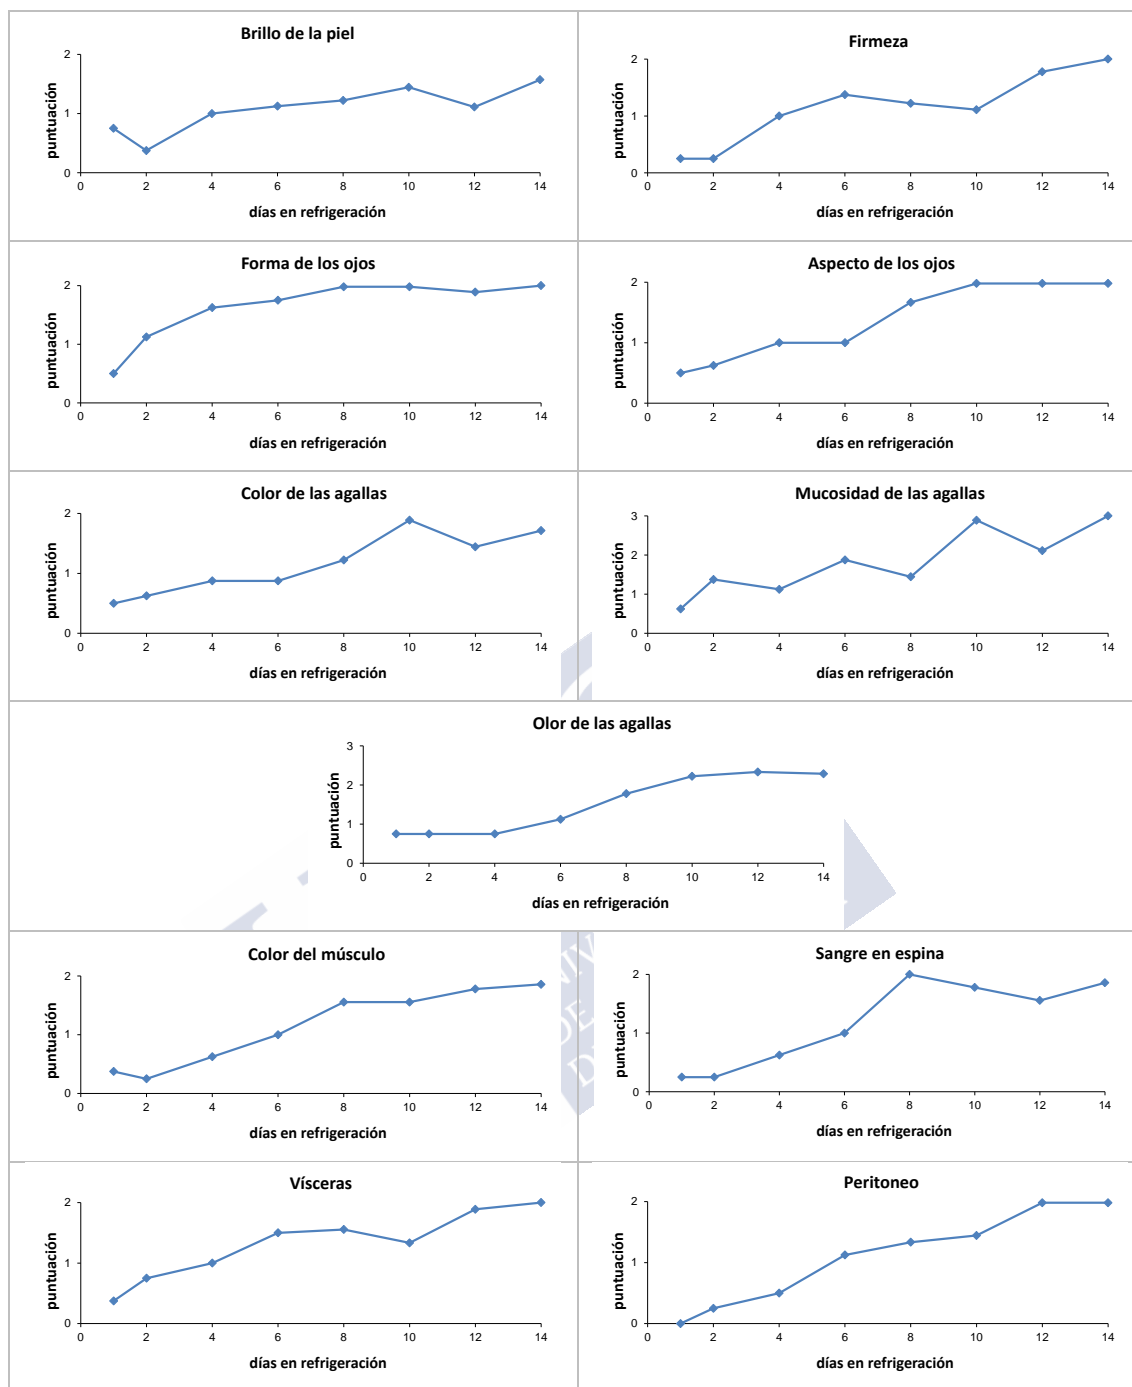 Brillo de la piel
2
1
0
puntuación
0 2 4 6 8 10 12 14
días en refrigeración
Firmeza
2
1
0
puntuación
0 2 4 6 8 10 12 14
días en refrigeración
Forma de los ojos
2
1
0
puntuación
0 2 4 6 8 10 12 14
días en refrigeración
Aspecto de los ojos
2
1
0
puntuación
0 2 4 6 8 10 12 14
días en refrigeración
Color de las agallas
2
1
0
puntuación
0 2 4 6 8 10 12 14
días en refrigeración
Mucosidad de las agallas
3
2
1
0
puntuación
0 2 4 6 8 10 12 14
días en refrigeración
Olor de las agallas
3
2
1
0
puntuación
0 2 4 6 8 10 12 14
días en refrigeración
Color del músculo
2
1
0
puntuación
0 2 4 6 8 10 12 14
días en refrigeración
Sangre en espina
2
1
0
puntuación
0 2 4 6 8 10 12 14
días en refrigeración
Vísceras
2
1
0
puntuación
0 2 4 6 8 10 12 14
días en refrigeración
Peritoneo
2
1
0
puntuación
0 2 4 6 8 10 12 14
días en refrigeración